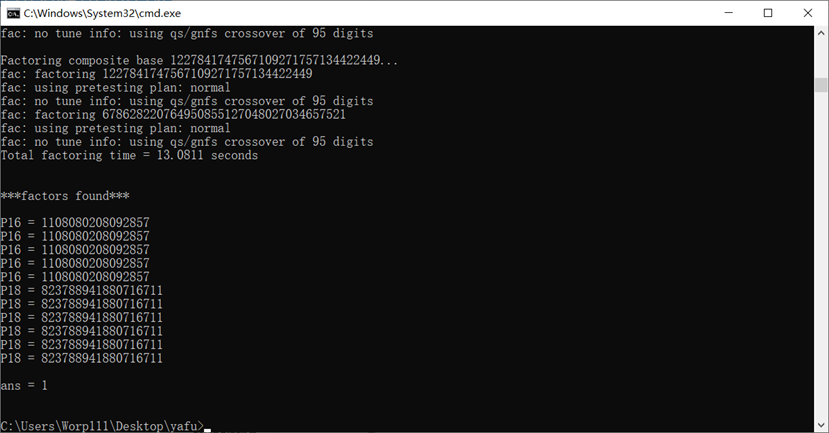 C:\Windows\System32\cmd.exe
fac: no tune info: using qs/gnfs crossover of 95 digits
Factoring composite base 1227841747567109271757134422449...
fac: factoring 1227841747567109271757134422449
fac: using pretesting plan: normal
fac: no tune info: using qs/gnfs crossover of 95 digits
fac: factoring 678628220764950855127048027034657521
fac: using pretesting plan: normal
fac: no tune info: using qs/gnfs crossover of 95 digits
Total factoring time = 13.0811 seconds
***factors found***
P16 = 1108080208092857
P16 = 1108080208092857
P16 = 1108080208092857
P16 = 1108080208092857
P16 = 1108080208092857
P18 = 823788941880716711
P18 = 823788941880716711
P18 = 823788941880716711
P18 = 823788941880716711
P18 = 823788941880716711
P18 = 823788941880716711
ans = 1
C:\Users\Worp111\Desktop\yafu>